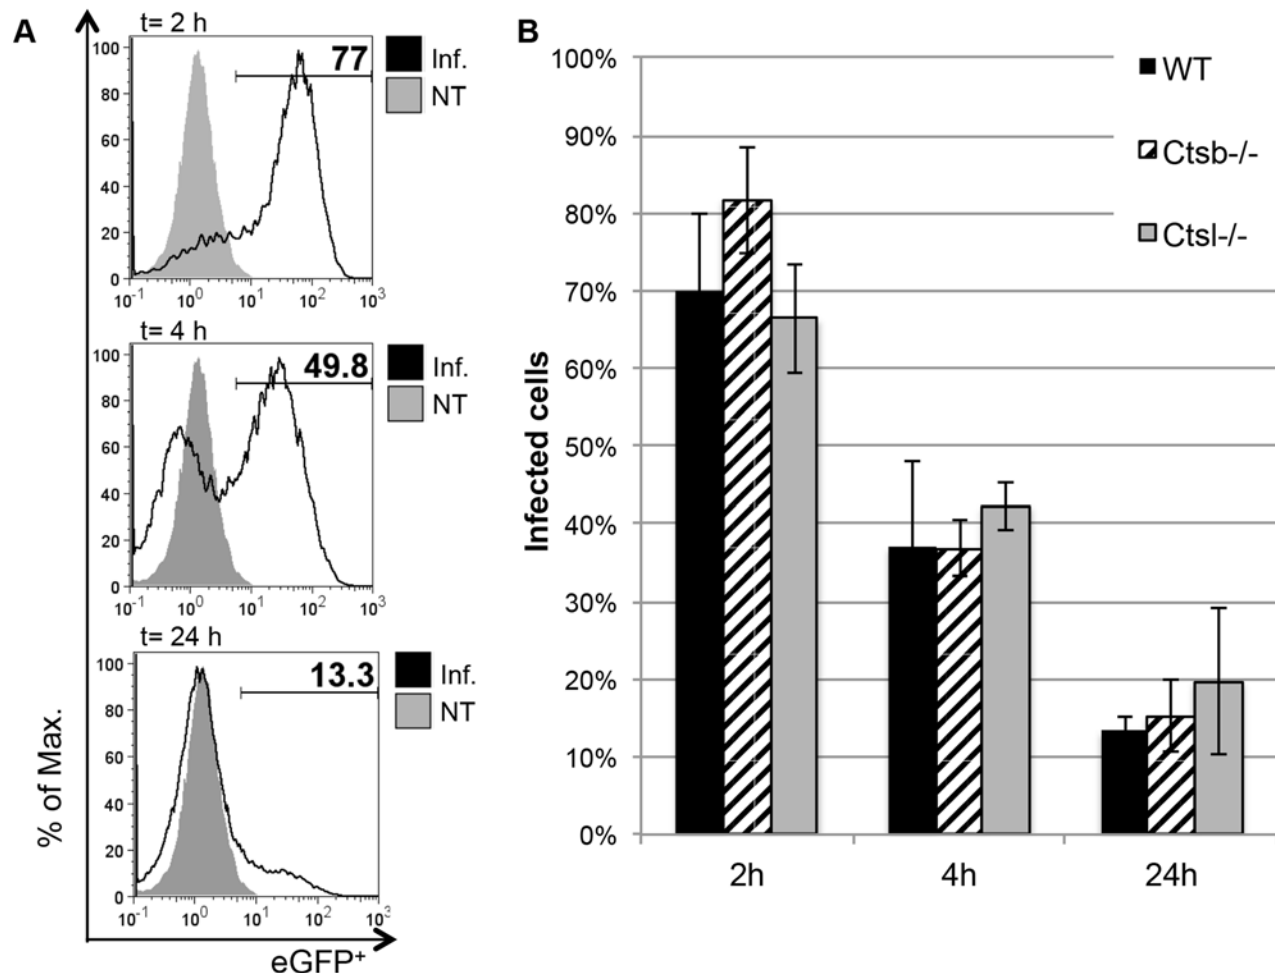 A
t= 2 h
77
Inf.
NT
100
80
60
40
20
0
10-1 100 101 102 103
t= 4 h
49.8
Inf.
NT
100
80
60
40
20
0
10-1 100 101 102 103
t= 24 h
13.3
Inf.
NT
100
80
60
40
20
0
10-1 100 101 102 103
% of Max.
eGFP+
B
100%
90%
80%
70%
60%
50%
40%
30%
20%
10%
0%
Infected cells
WT
Ctsb-/-
Ctsl-/-
2h 4h 24h